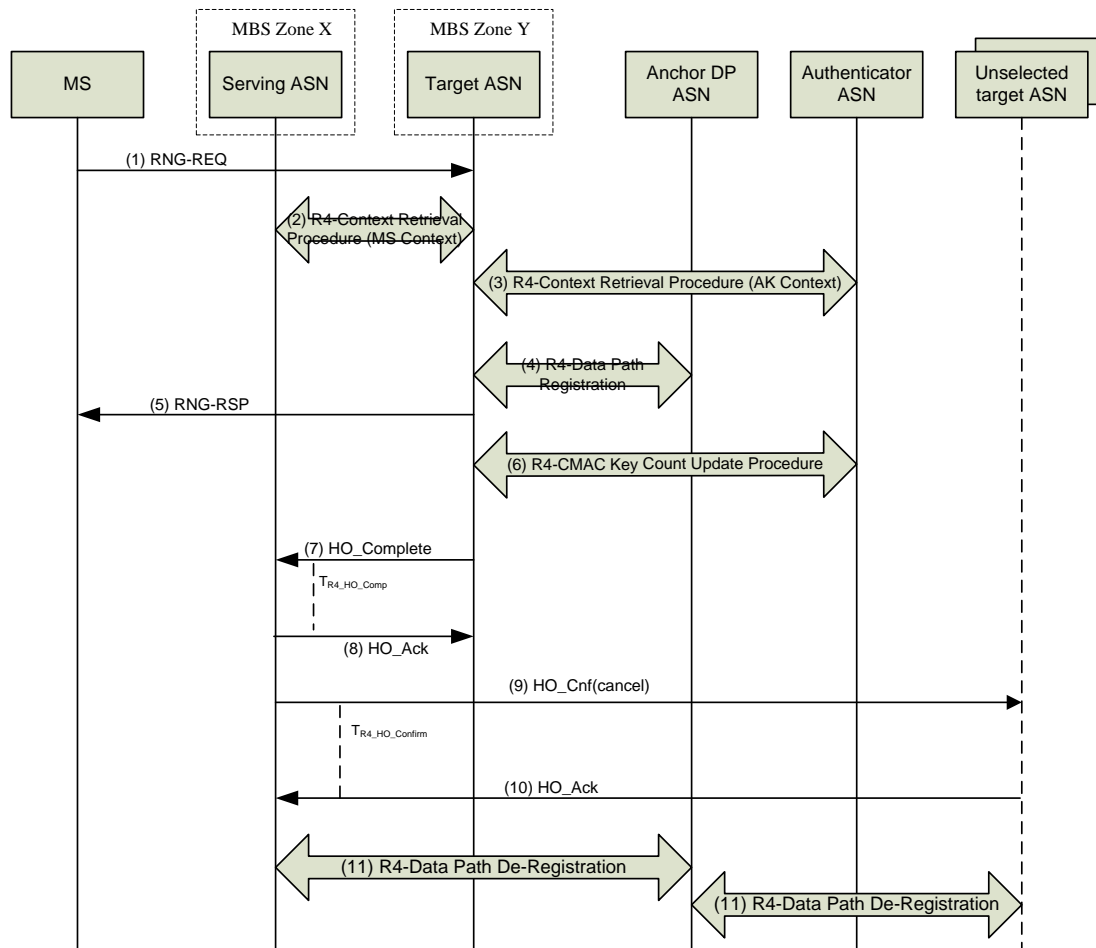 MBS Zone X
MBS Zone Y
MS
Serving ASN
Target ASN
Anchor DP
ASN
Authenticator
ASN
Unselected
target ASN
(1) RNG-REQ
(2) R4-Context Retrieval
Procedure (MS Context)
(3) R4-Context Retrieval Procedure (AK Context)
(4) R4-Data Path
Registration
(5) RNG-RSP
(6) R4-CMAC Key Count Update Procedure
(7) HO_Complete
TR4_HO_Comp
(8) HO_Ack
(9) HO_Cnf(cancel)
TR4_HO_Confirm
(10) HO_Ack
(11) R4-Data Path De-Registration
(11) R4-Data Path De-Registration